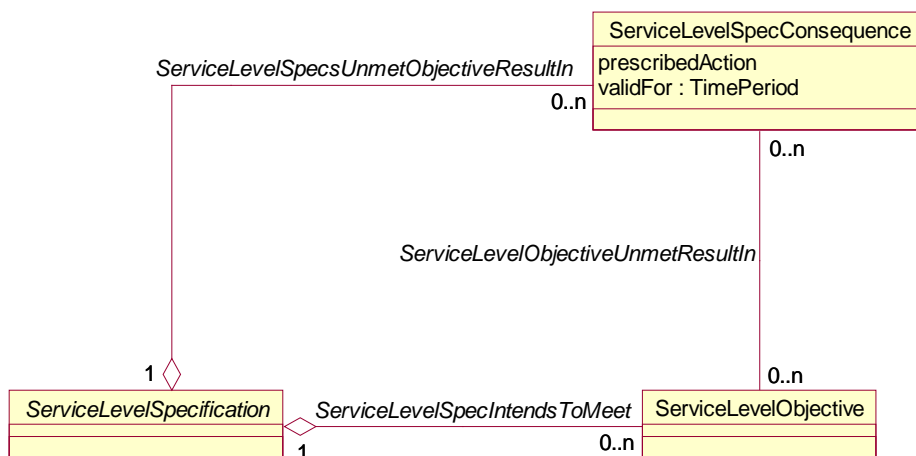 ServiceLevelSpecConsequence
prescribedAction
validFor : TimePeriod
ServiceLevelSpecsUnmetObjectiveResultIn
0..n
0..n
ServiceLevelObjectiveUnmetResultIn
1
0..n
ServiceLevelSpecification
ServiceLevelSpecIntendsToMeet
ServiceLevelObjective
1
0..n